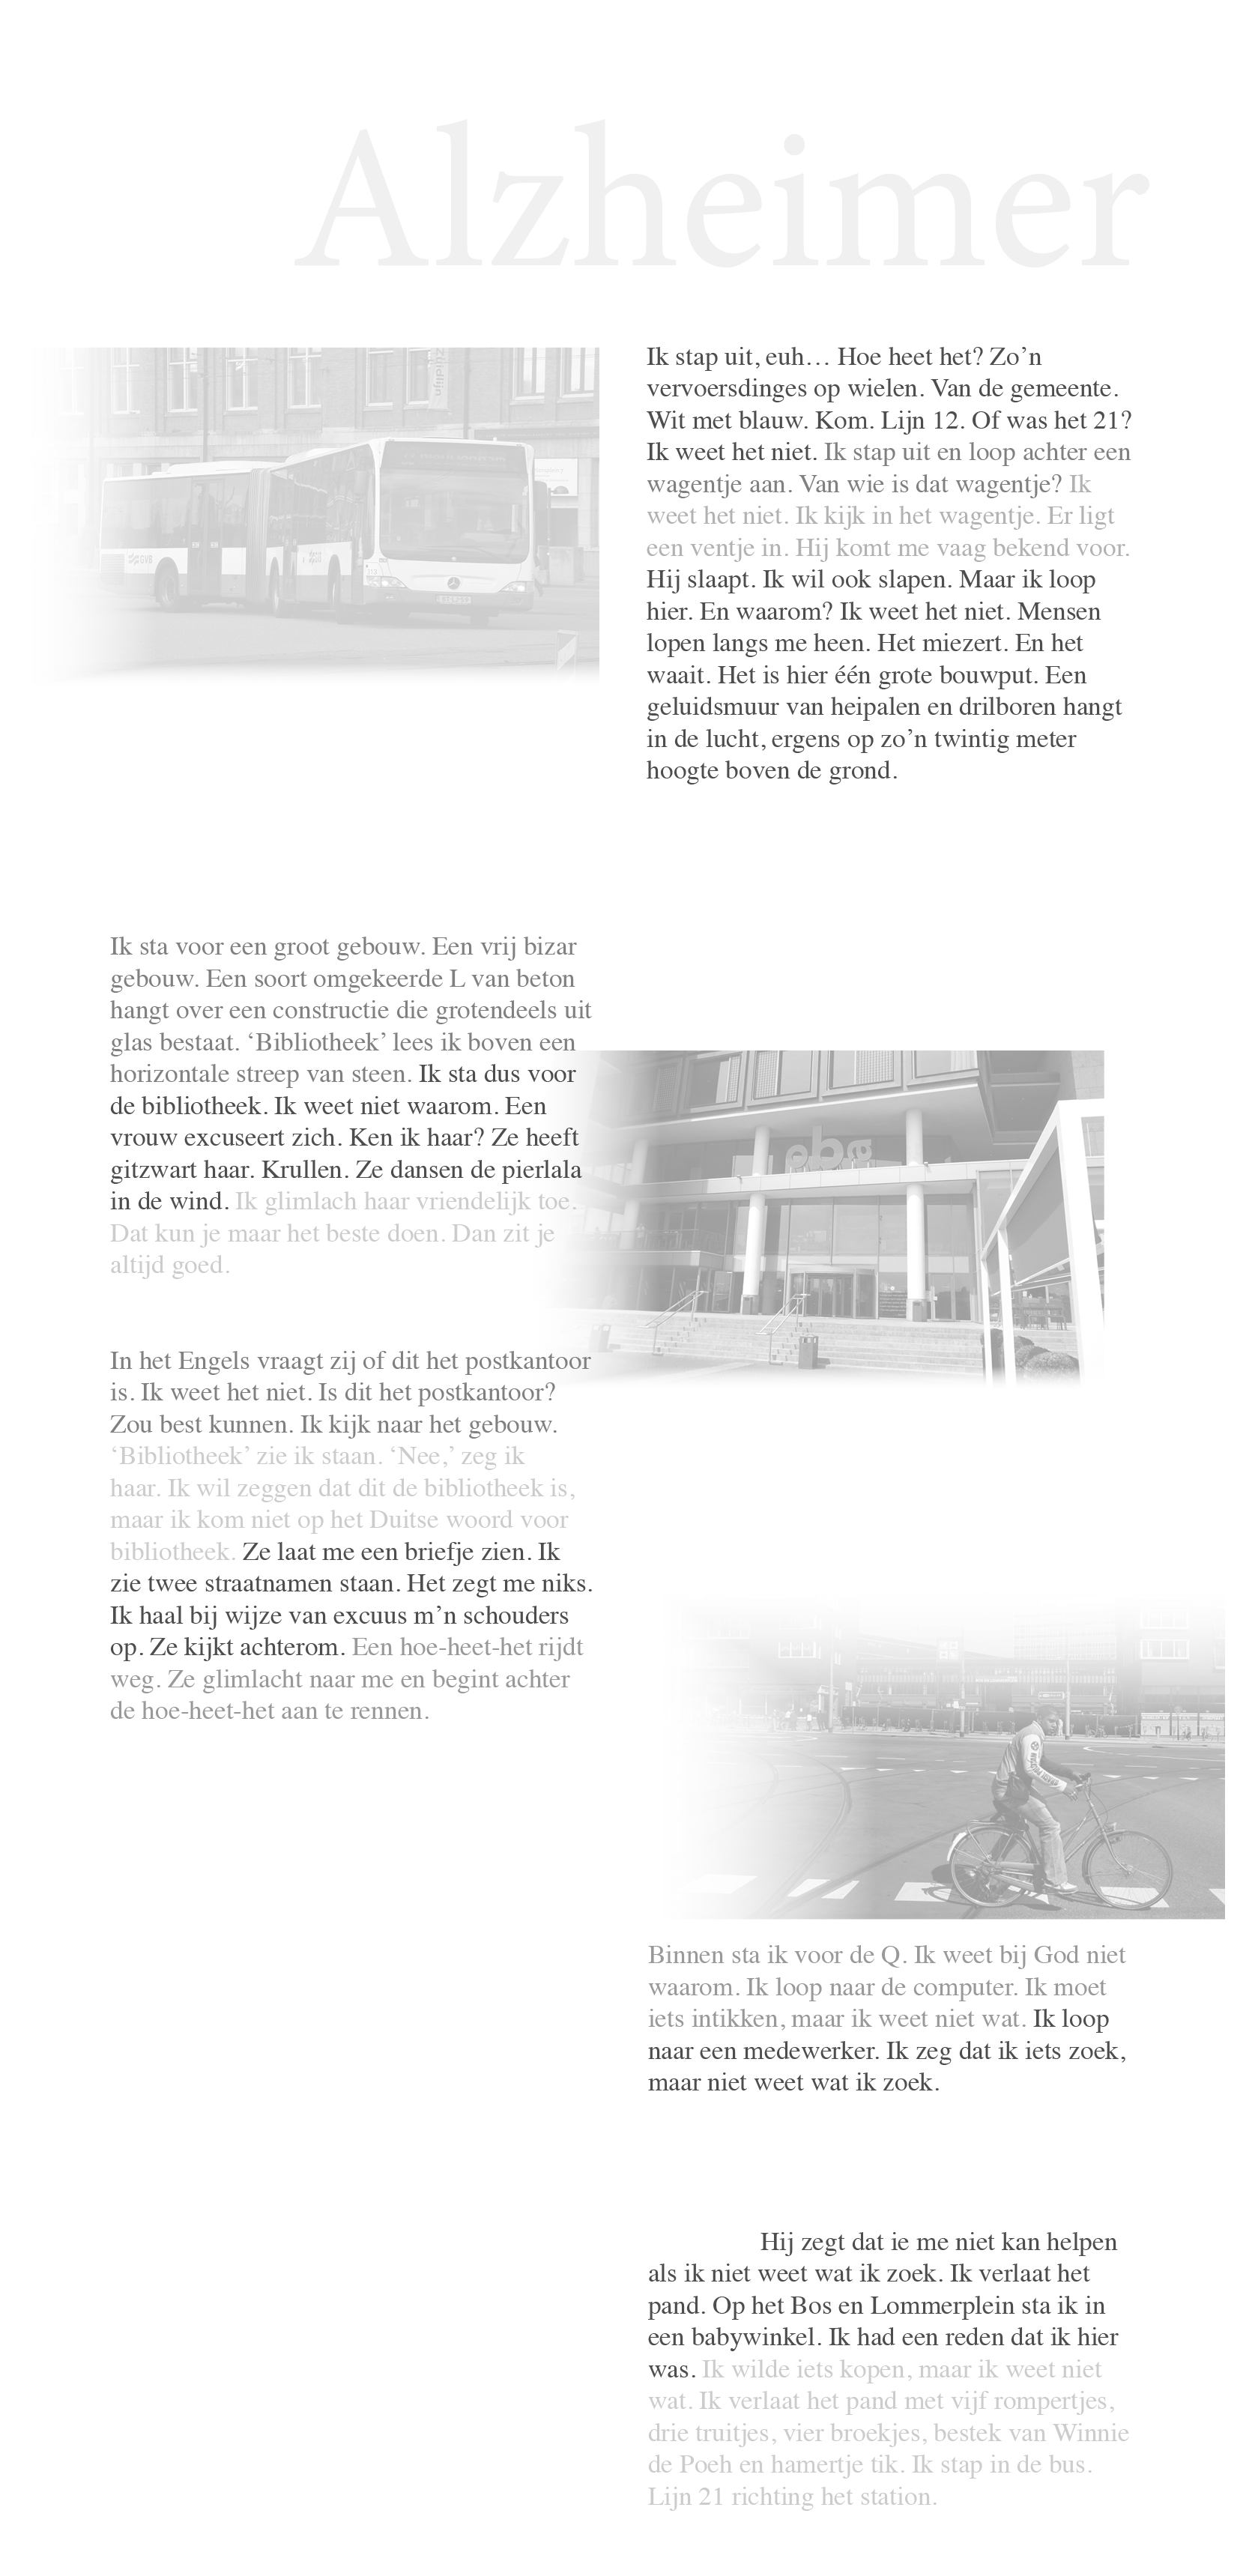 Alzheimer
Ik stap uit, euh… Hoe heet het? Zo’n
vervoersdinges op wielen. Van de gemeente.
Wit met blauw. Kom. Lijn 12. Of was het 21?
Ik weet het niet. Ik stap uit en loop achter een
wagentje aan. Van wie is dat wagentje? Ik
weet het niet. Ik kijk in het wagentje. Er ligt
een ventje in. Hij komt me vaag bekend voor.
Hij slaapt. Ik wil ook slapen. Maar ik loop
hier. En waarom? Ik weet het niet. Mensen
lopen langs me heen. Het miezert. En het
waait. Het is hier één grote bouwput. Een
geluidsmuur van heipalen en drilboren hangt
in de lucht, ergens op zo’n twintig meter
hoogte boven de grond.
Ik sta voor een groot gebouw. Een vrij bizar
gebouw. Een soort omgekeerde L van beton
hangt over een constructie die grotendeels uit
glas bestaat. ‘Bibliotheek’ lees ik boven een
horizontale streep van steen. Ik sta dus voor
de bibliotheek. Ik weet niet waarom. Een
vrouw excuseert zich. Ken ik haar? Ze heeft
gitzwart haar. Krullen. Ze dansen de pierlala
in de wind. Ik glimlach haar vriendelijk toe.
Dat kun je maar het beste doen. Dan zit je
altijd goed.
oba
In het Engels vraagt zij of dit het postkantoor
is. Ik weet het niet. Is dit het postkantoor?
Zou best kunnen. Ik kijk naar het gebouw.
‘Bibliotheek’ zie ik staan. ‘Nee,’ zeg ik
haar. Ik wil zeggen dat dit de bibliotheek is,
maar ik kom niet op het Duitse woord voor
bibliotheek. Ze laat me een briefje zien. Ik
zie twee straatnamen staan. Het zegt me niks.
Ik haal bij wijze van excuus m’n schouders
op. Ze kijkt achterom. Een hoe-heet-het rijdt
weg. Ze glimlacht naar me en begint achter
de hoe-heet-het aan te rennen.
Binnen sta ik voor de Q. Ik weet bij God niet
waarom. Ik loop naar de computer. Ik moet
iets intikken, maar ik weet niet wat. Ik loop
naar een medewerker. Ik zeg dat ik iets zoek,
maar niet weet wat ik zoek.
Hij zegt dat ie me niet kan helpen
als ik niet weet wat ik zoek. Ik verlaat het
pand. Op het Bos en Lommerplein sta ik in
een babywinkel. Ik had een reden dat ik hier
was. Ik wilde iets kopen, maar ik weet niet
wat. Ik verlaat het pand met vijf rompertjes,
drie truitjes, vier broekjes, bestek van Winnie
de Poeh en hamertje tik. Ik stap in de bus.
Lijn 21 richting het station.